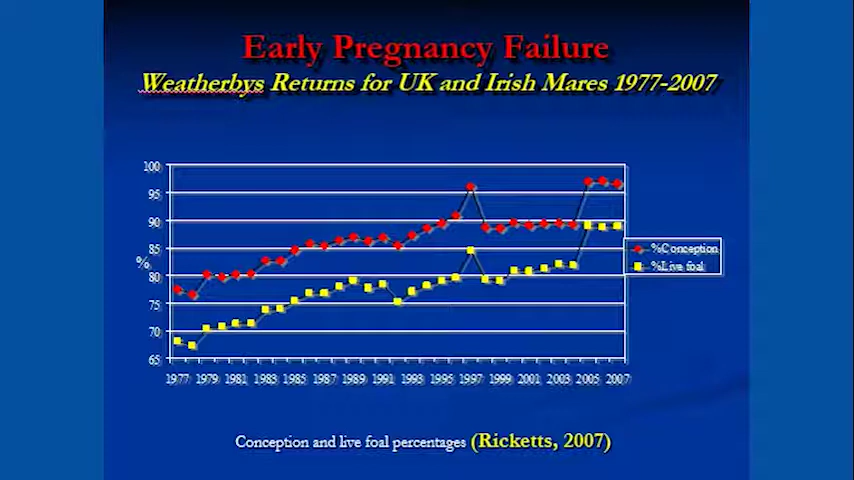 Early Pregnancy Failure
Weatherbys Returns for UK and Irish Mares 1977-2007
100
95
90
85
%
80
75
70
65
1977 1979 1981 1983 1985 1987 1989 1991 1993 1995 1997 1999 2001 2003 2005 2007
%Conception
%Live foal
Conception and live foal percentages (Ricketts, 2007)